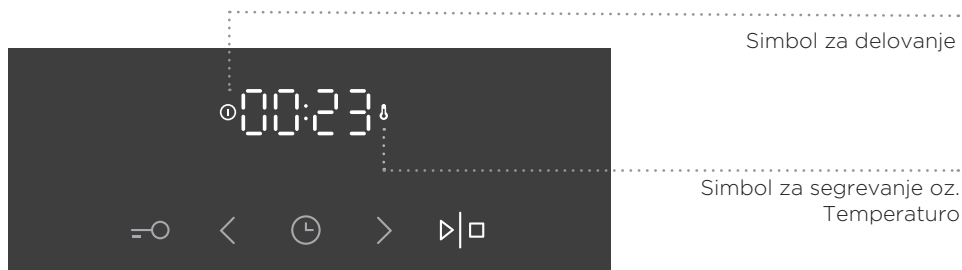 Simbol za delovanje
00:23
Simbol za segrevanje oz.
Temperaturo